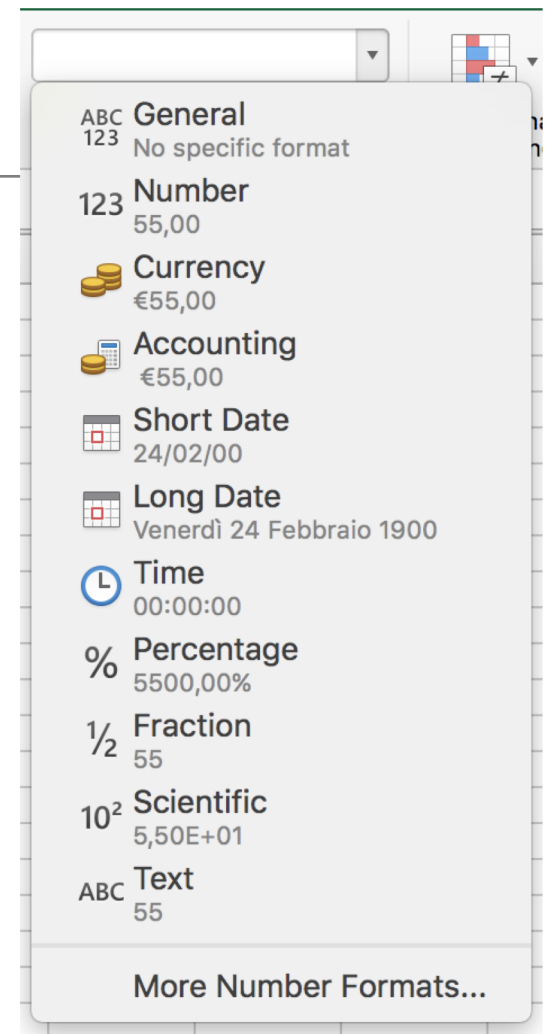 ABC
123
General
No specific format
123 Number
55,00
Currency
€55,00
Accounting
€55,00
Short Date
24/02/00
Long Date
Venerdì 24 Febbraio 1900
Time
00:00:00
% Percentage
5500,00%
½ Fraction
55
10² Scientific
5,50E+01
ABC Text
55
More Number Formats...